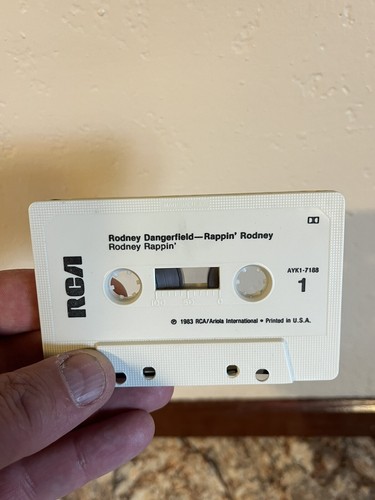 Rodney Dangerfield—Rappin' Rodney
Rodney Rappin'
RCA
AYK1-7188
1
℗ 1983 RCA/Ariola International • Printed in U.S.A.